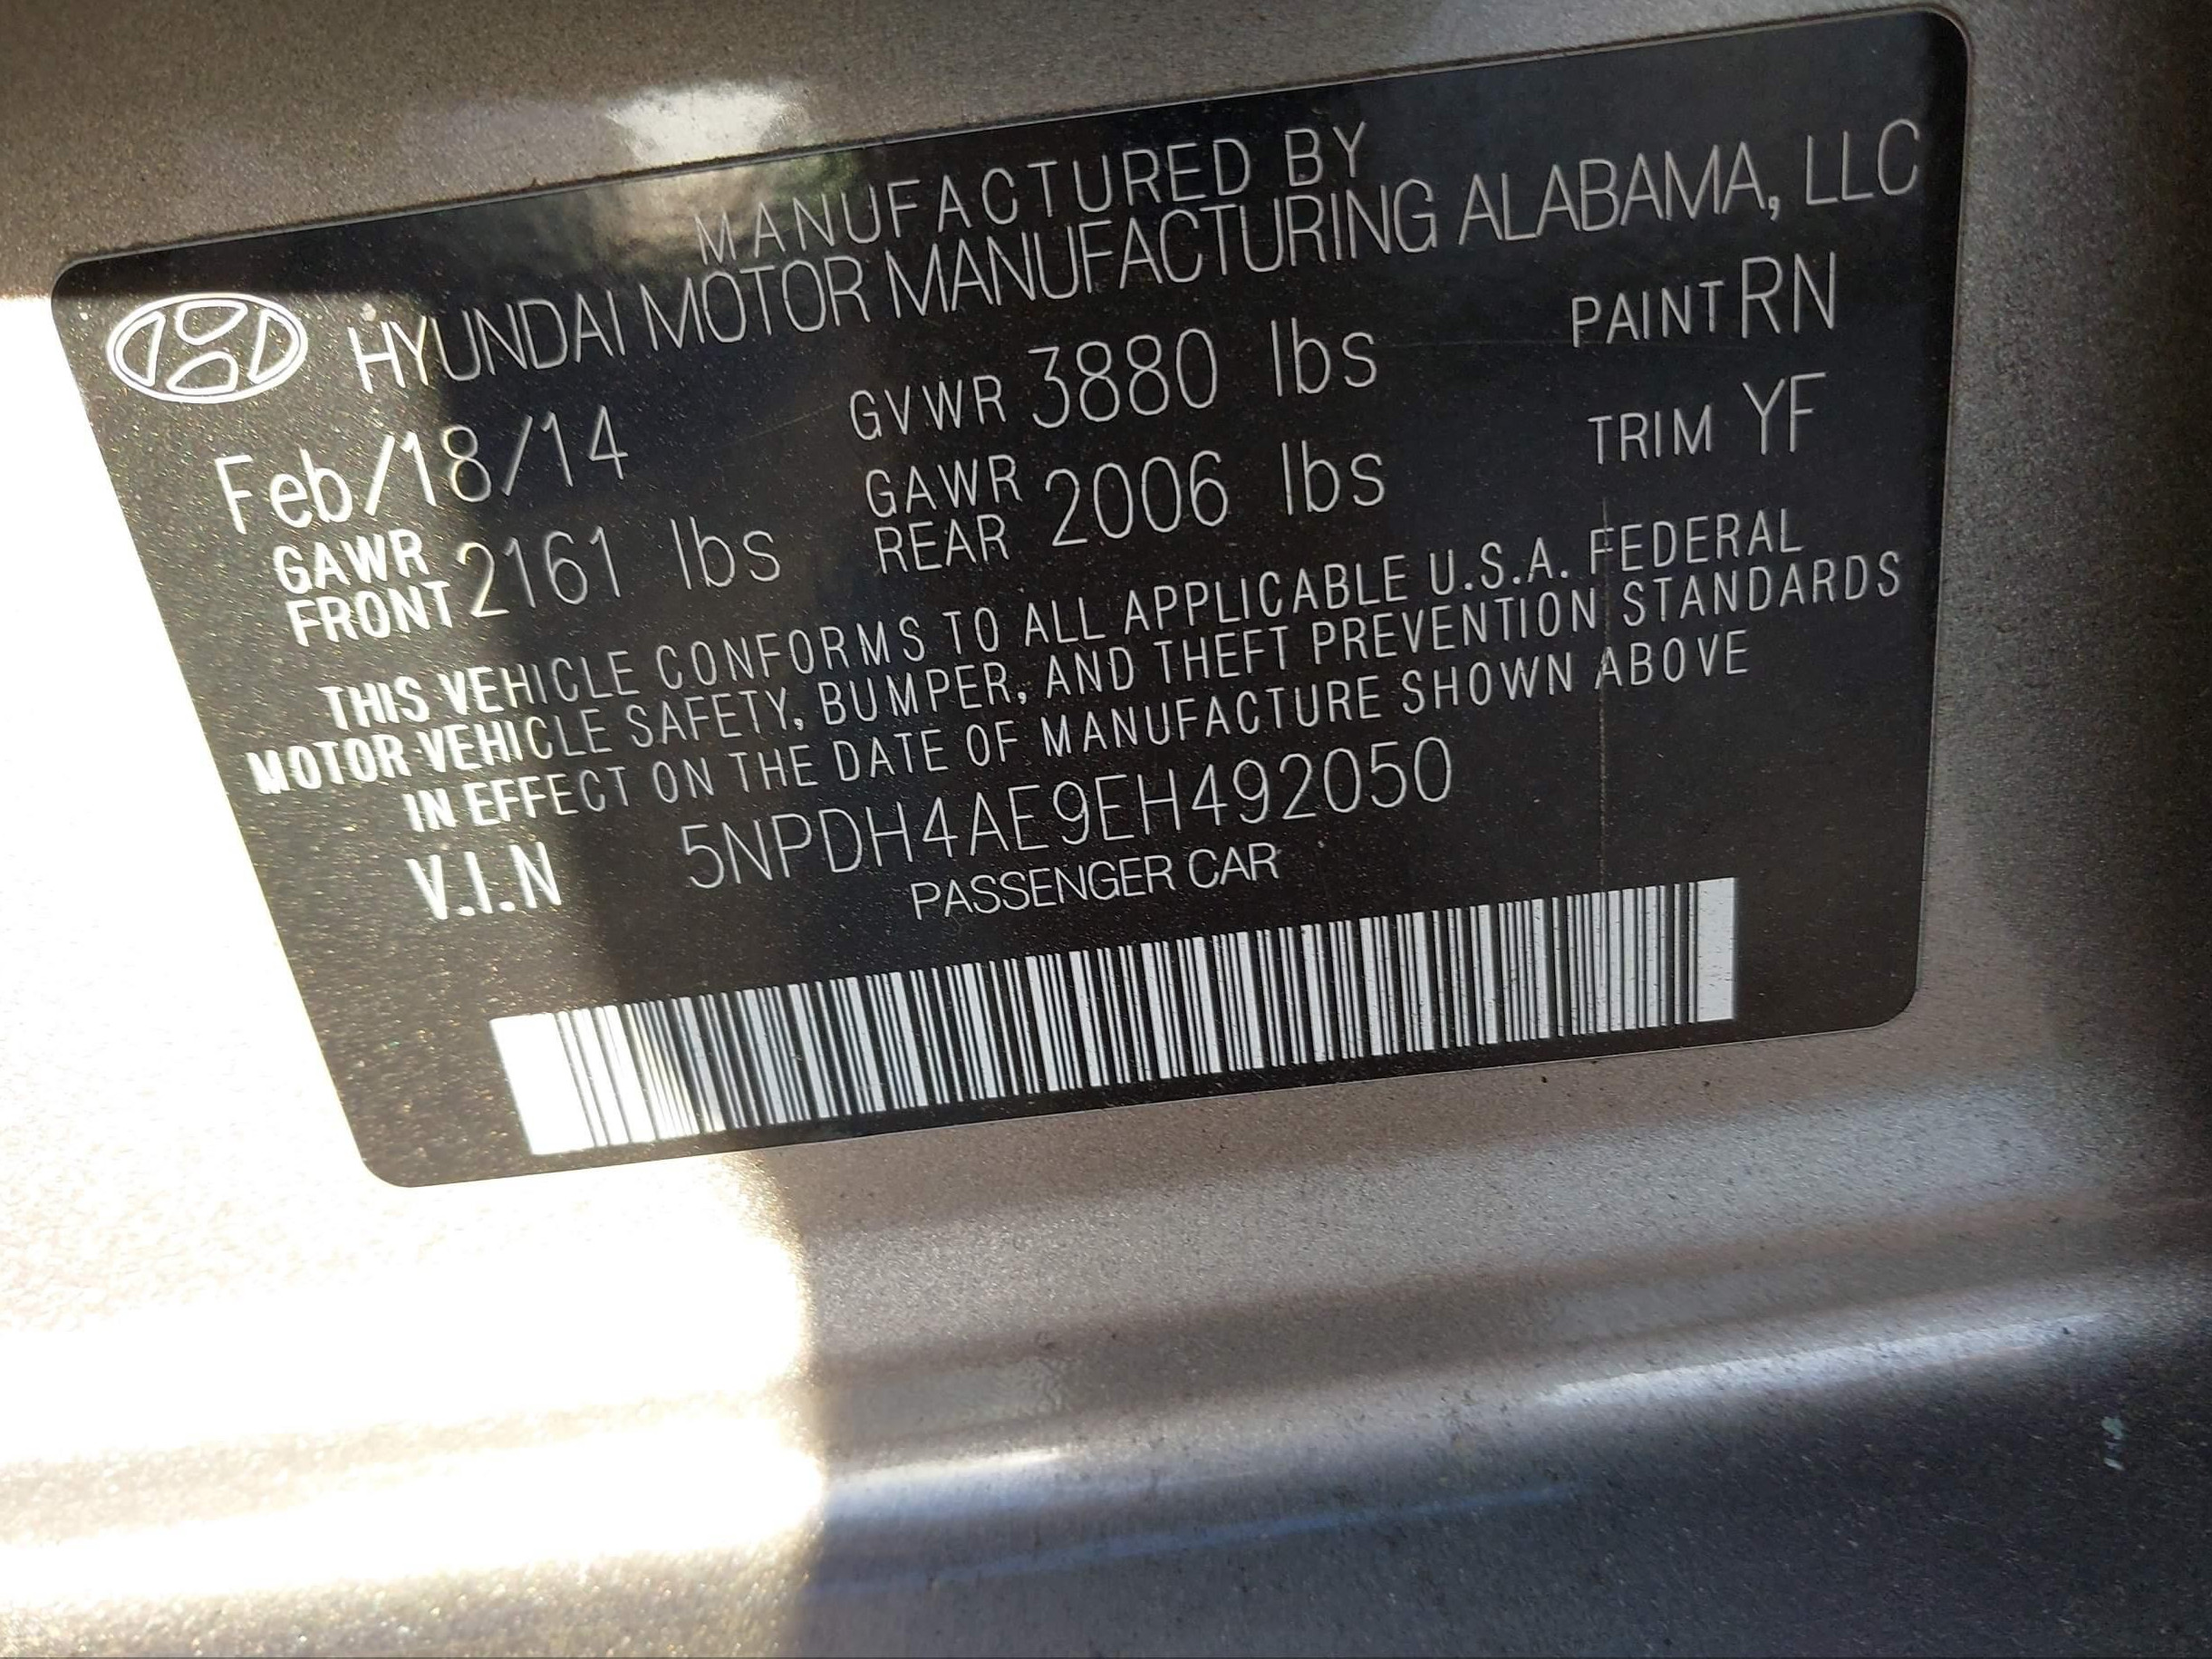 MANUFACTURED BY
HYUNDAI MOTOR MANUFACTURING ALABAMA, LLC
Feb/18/14 GVWR 3880 lbs PAINT RN
GAWR FRONT 2161 lbs GAWR REAR 2006 lbs TRIM YF
THIS VEHICLE CONFORMS TO ALL APPLICABLE U.S.A. FEDERAL
MOTOR VEHICLE SAFETY, BUMPER, AND THEFT PREVENTION STANDARDS
IN EFFECT ON THE DATE OF MANUFACTURE SHOWN ABOVE
V.I.N 5NPDH4AE9EH492050
PASSENGER CAR